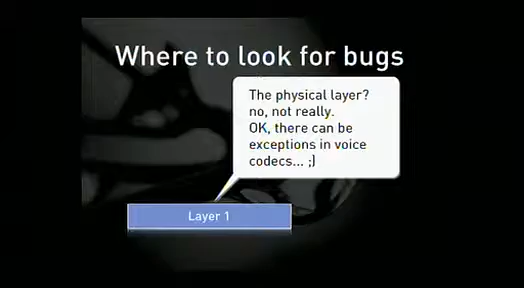 Where to look for bugs
The physical layer?
no, not really.
OK, there can be
exceptions in voice
codecs... ;)
Layer 1